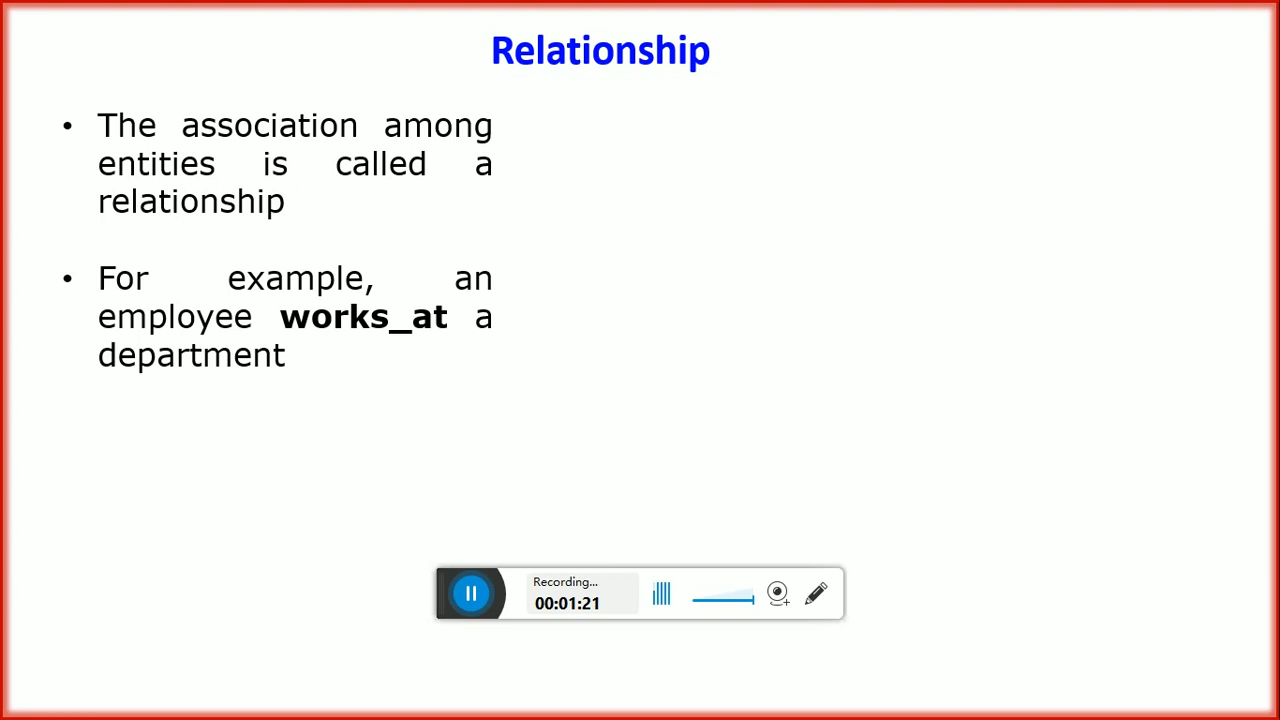 Relationship
• The association among
entities is called a
relationship
• For example, an
employee works_at a
department
Recording...
00:01:21